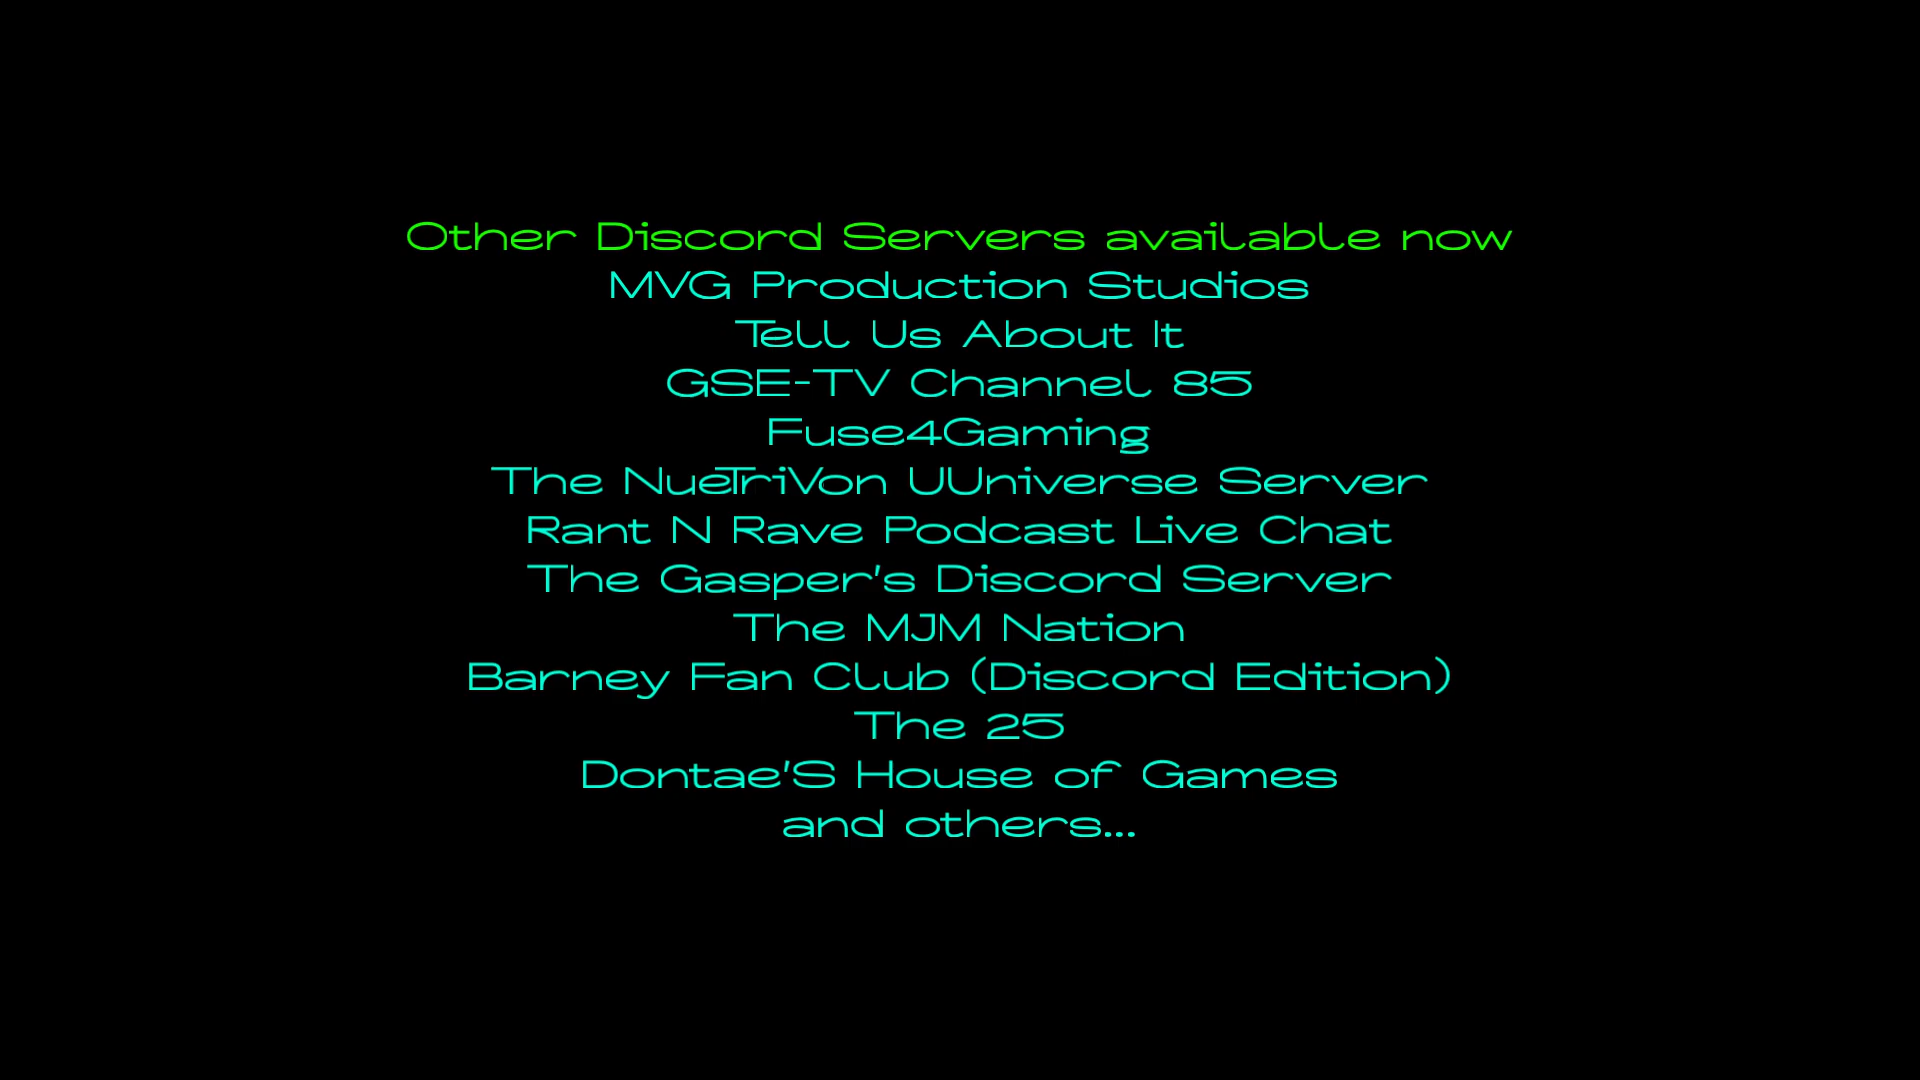 Other Discord Servers available now
MVG Production Studios
Tell Us About It
GSE-TV Channel 85
Fuse4Gaming
The NueTriVon UUniverse Server
Rant N Rave Podcast Live Chat
The Gasper's Discord Server
The MJM Nation
Barney Fan Club (Discord Edition)
The 25
Dontae'S House of Games
and others...